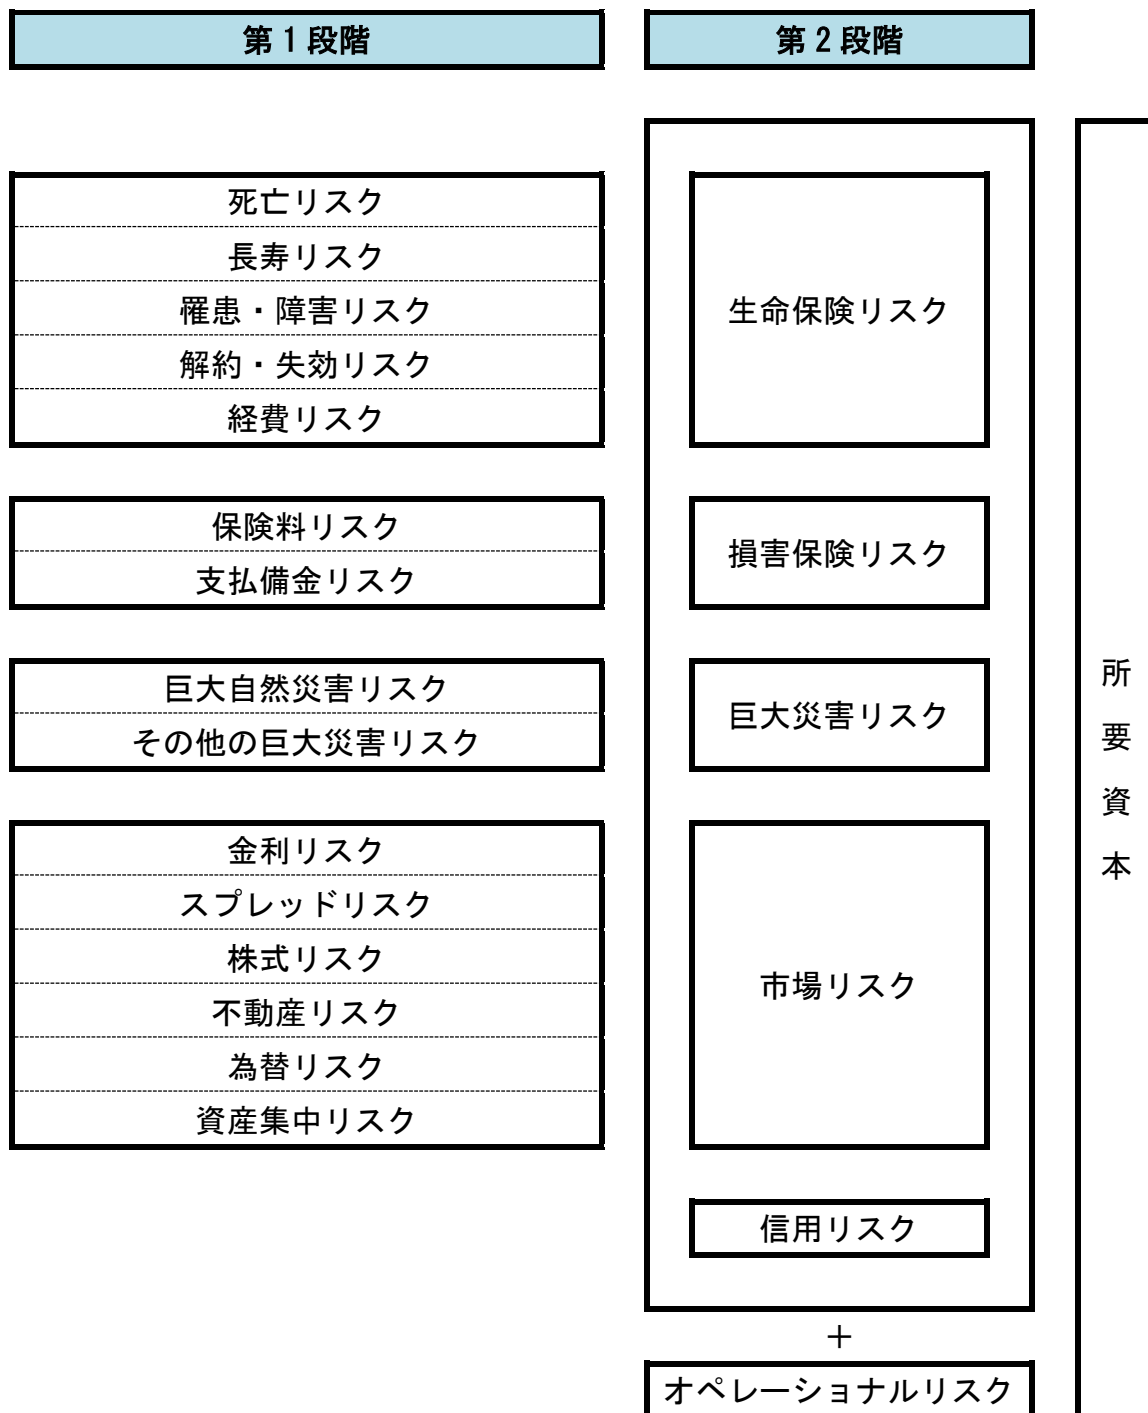 第1段階
第2段階
死亡リスク
長寿リスク
罹患・障害リスク
解約・失効リスク
経費リスク
生命保険リスク
保険料リスク
支払備金リスク
損害保険リスク
巨大自然災害リスク
その他の巨大災害リスク
巨大災害リスク
金利リスク
スプレッドリスク
株式リスク
不動産リスク
為替リスク
資産集中リスク
市場リスク
信用リスク
＋
オペレーショナルリスク
所要資本